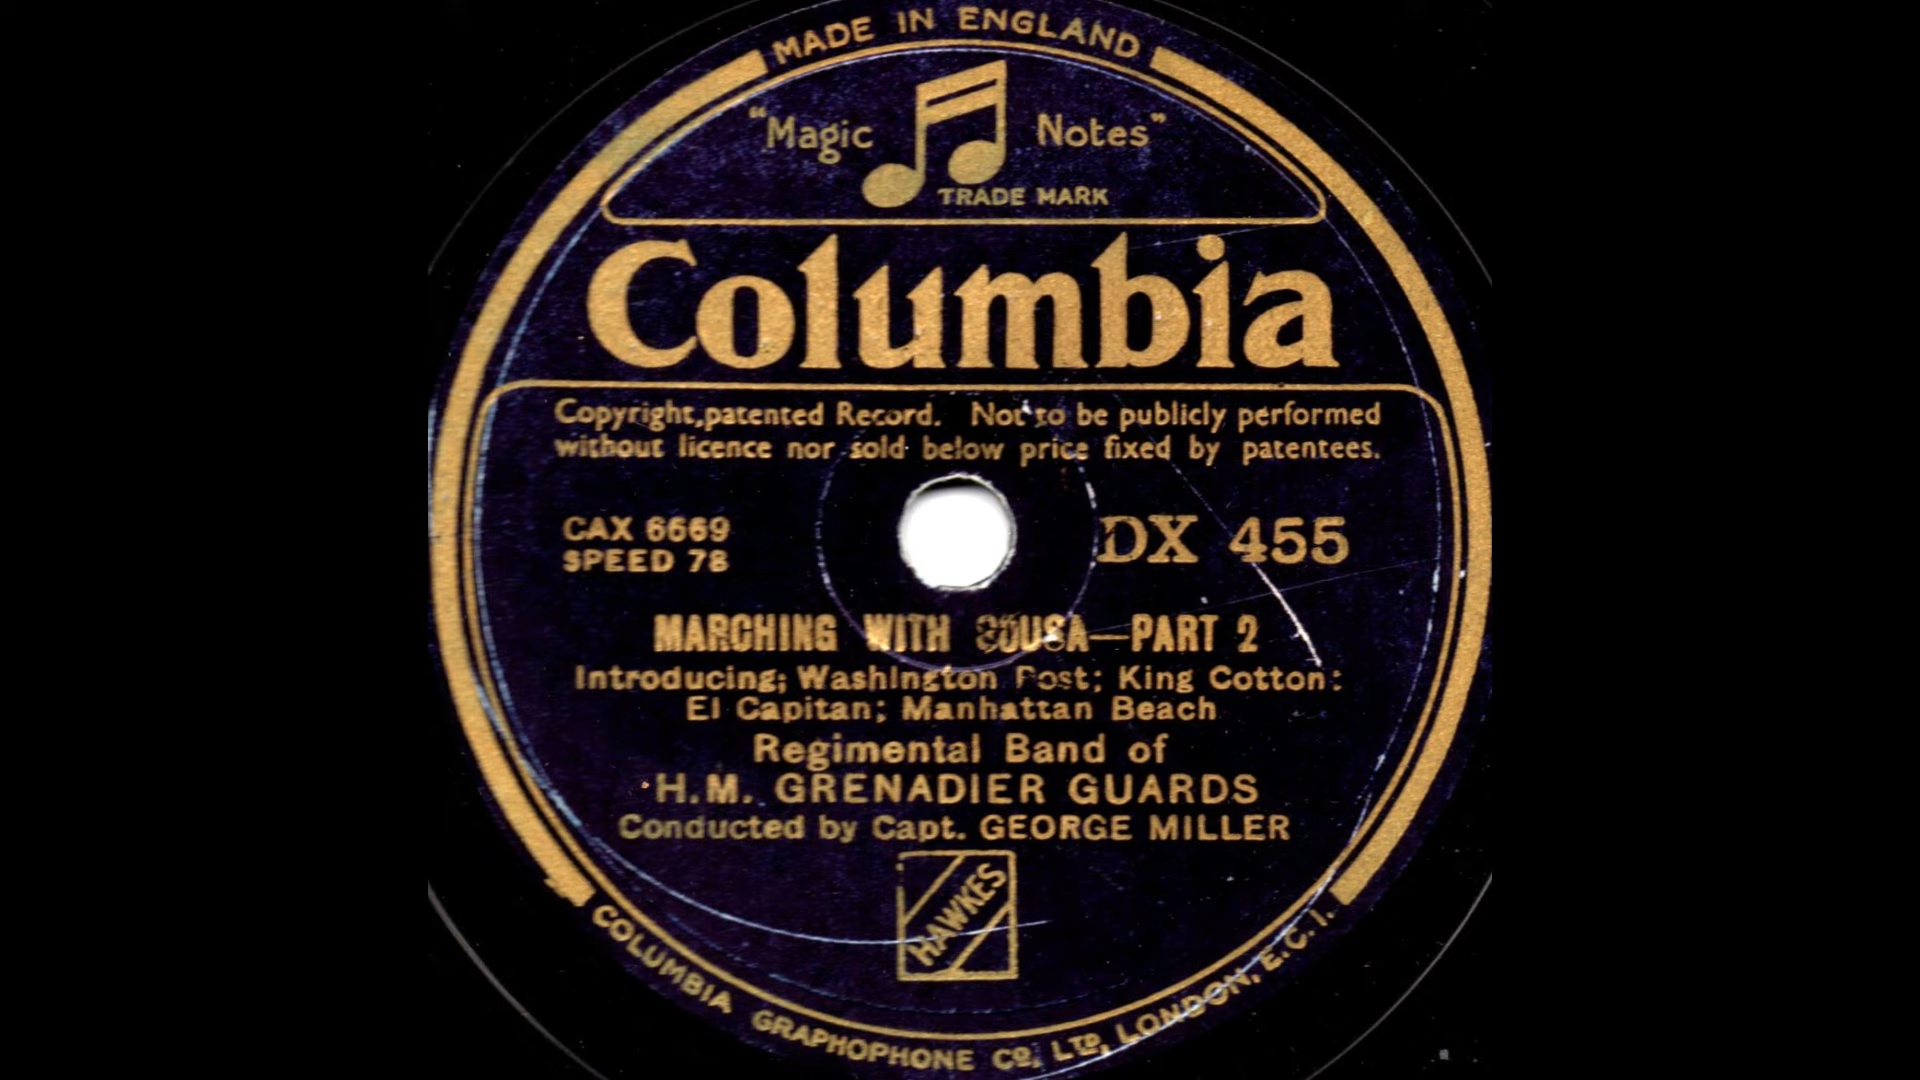 MADE IN ENGLAND
"Magic Notes"
TRADE MARK
Columbia
Copyright, patented Record. Not to be publicly performed
without licence nor sold below price fixed by patentees.
CAX 6669
SPEED 78
DX 455
MARCHING WITH SOUSA—PART 2
Introducing; Washington Post; King Cotton:
El Capitan; Manhattan Beach
Regimental Band of
H.M. GRENADIER GUARDS
Conducted by Capt. GEORGE MILLER
HAWKES
COLUMBIA GRAPHOPHONE CO. LTD, LONDON, E.C.1.